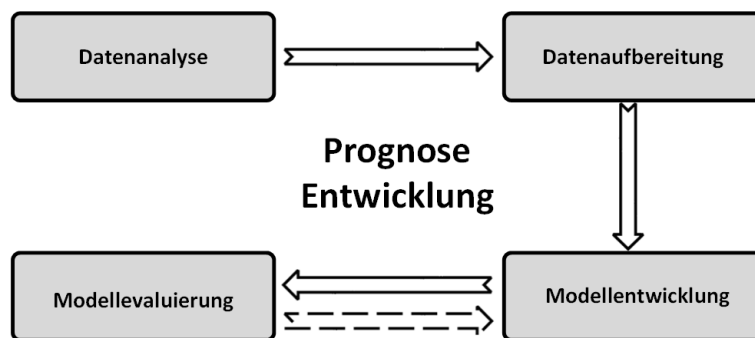 Datenanalyse
Datenaufbereitung
Prognose
Entwicklung
Modellevaluierung
Modellentwicklung